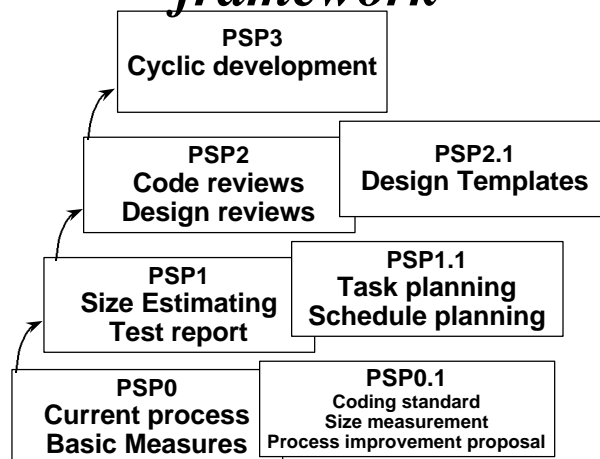 framework
PSP3
Cyclic development
PSP2
Code reviews
Design reviews
PSP2.1
Design Templates
PSP1
Size Estimating
Test report
PSP1.1
Task planning
Schedule planning
PSP0
Current process
Basic Measures
PSP0.1
Coding standard
Size measurement
Process improvement proposal